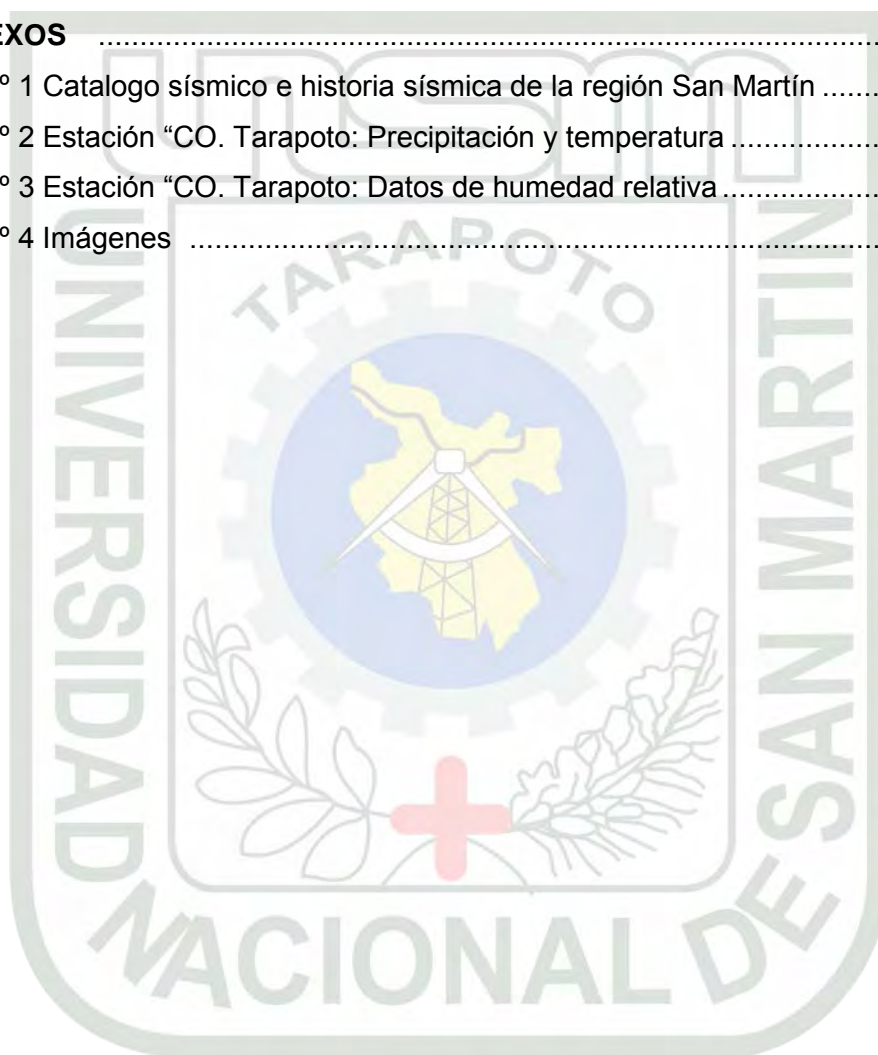 EXOS ........................................................................................
º 1 Catalogo sísmico e historia sísmica de la región San Martín .......
º 2 Estación “CO. Tarapoto: Precipitación y temperatura ..................
º 3 Estación “CO. Tarapoto: Datos de humedad relativa ...................
º 4 Imágenes ..................................................................................
unsm
TARAPOTO
UNIVERSIDAD
NACIONAL DE
SAN MARTIN